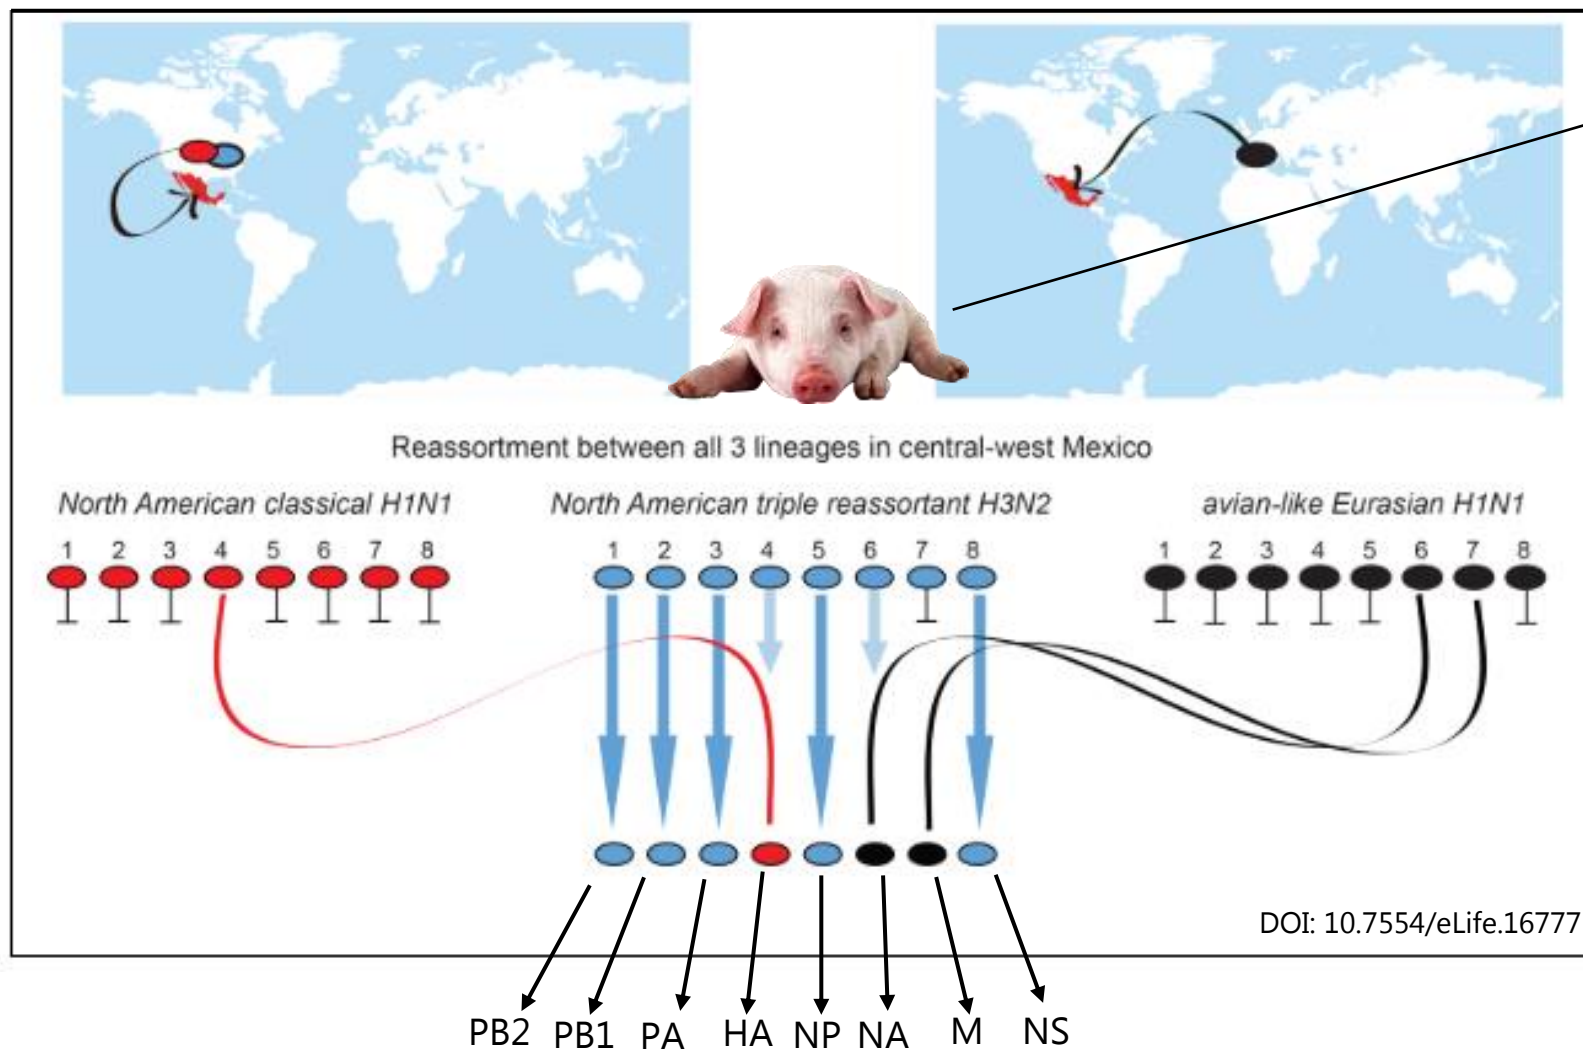 Reassortment between all 3 lineages in central-west Mexico
North American classical H1N1
North American triple reassortant H3N2
avian-like Eurasian H1N1
1 2 3 4 5 6 7 8
1 2 3 4 5 6 7 8
1 2 3 4 5 6 7 8
DOI: 10.7554/eLife.16777
PB2 PB1 PA HA NP NA M NS